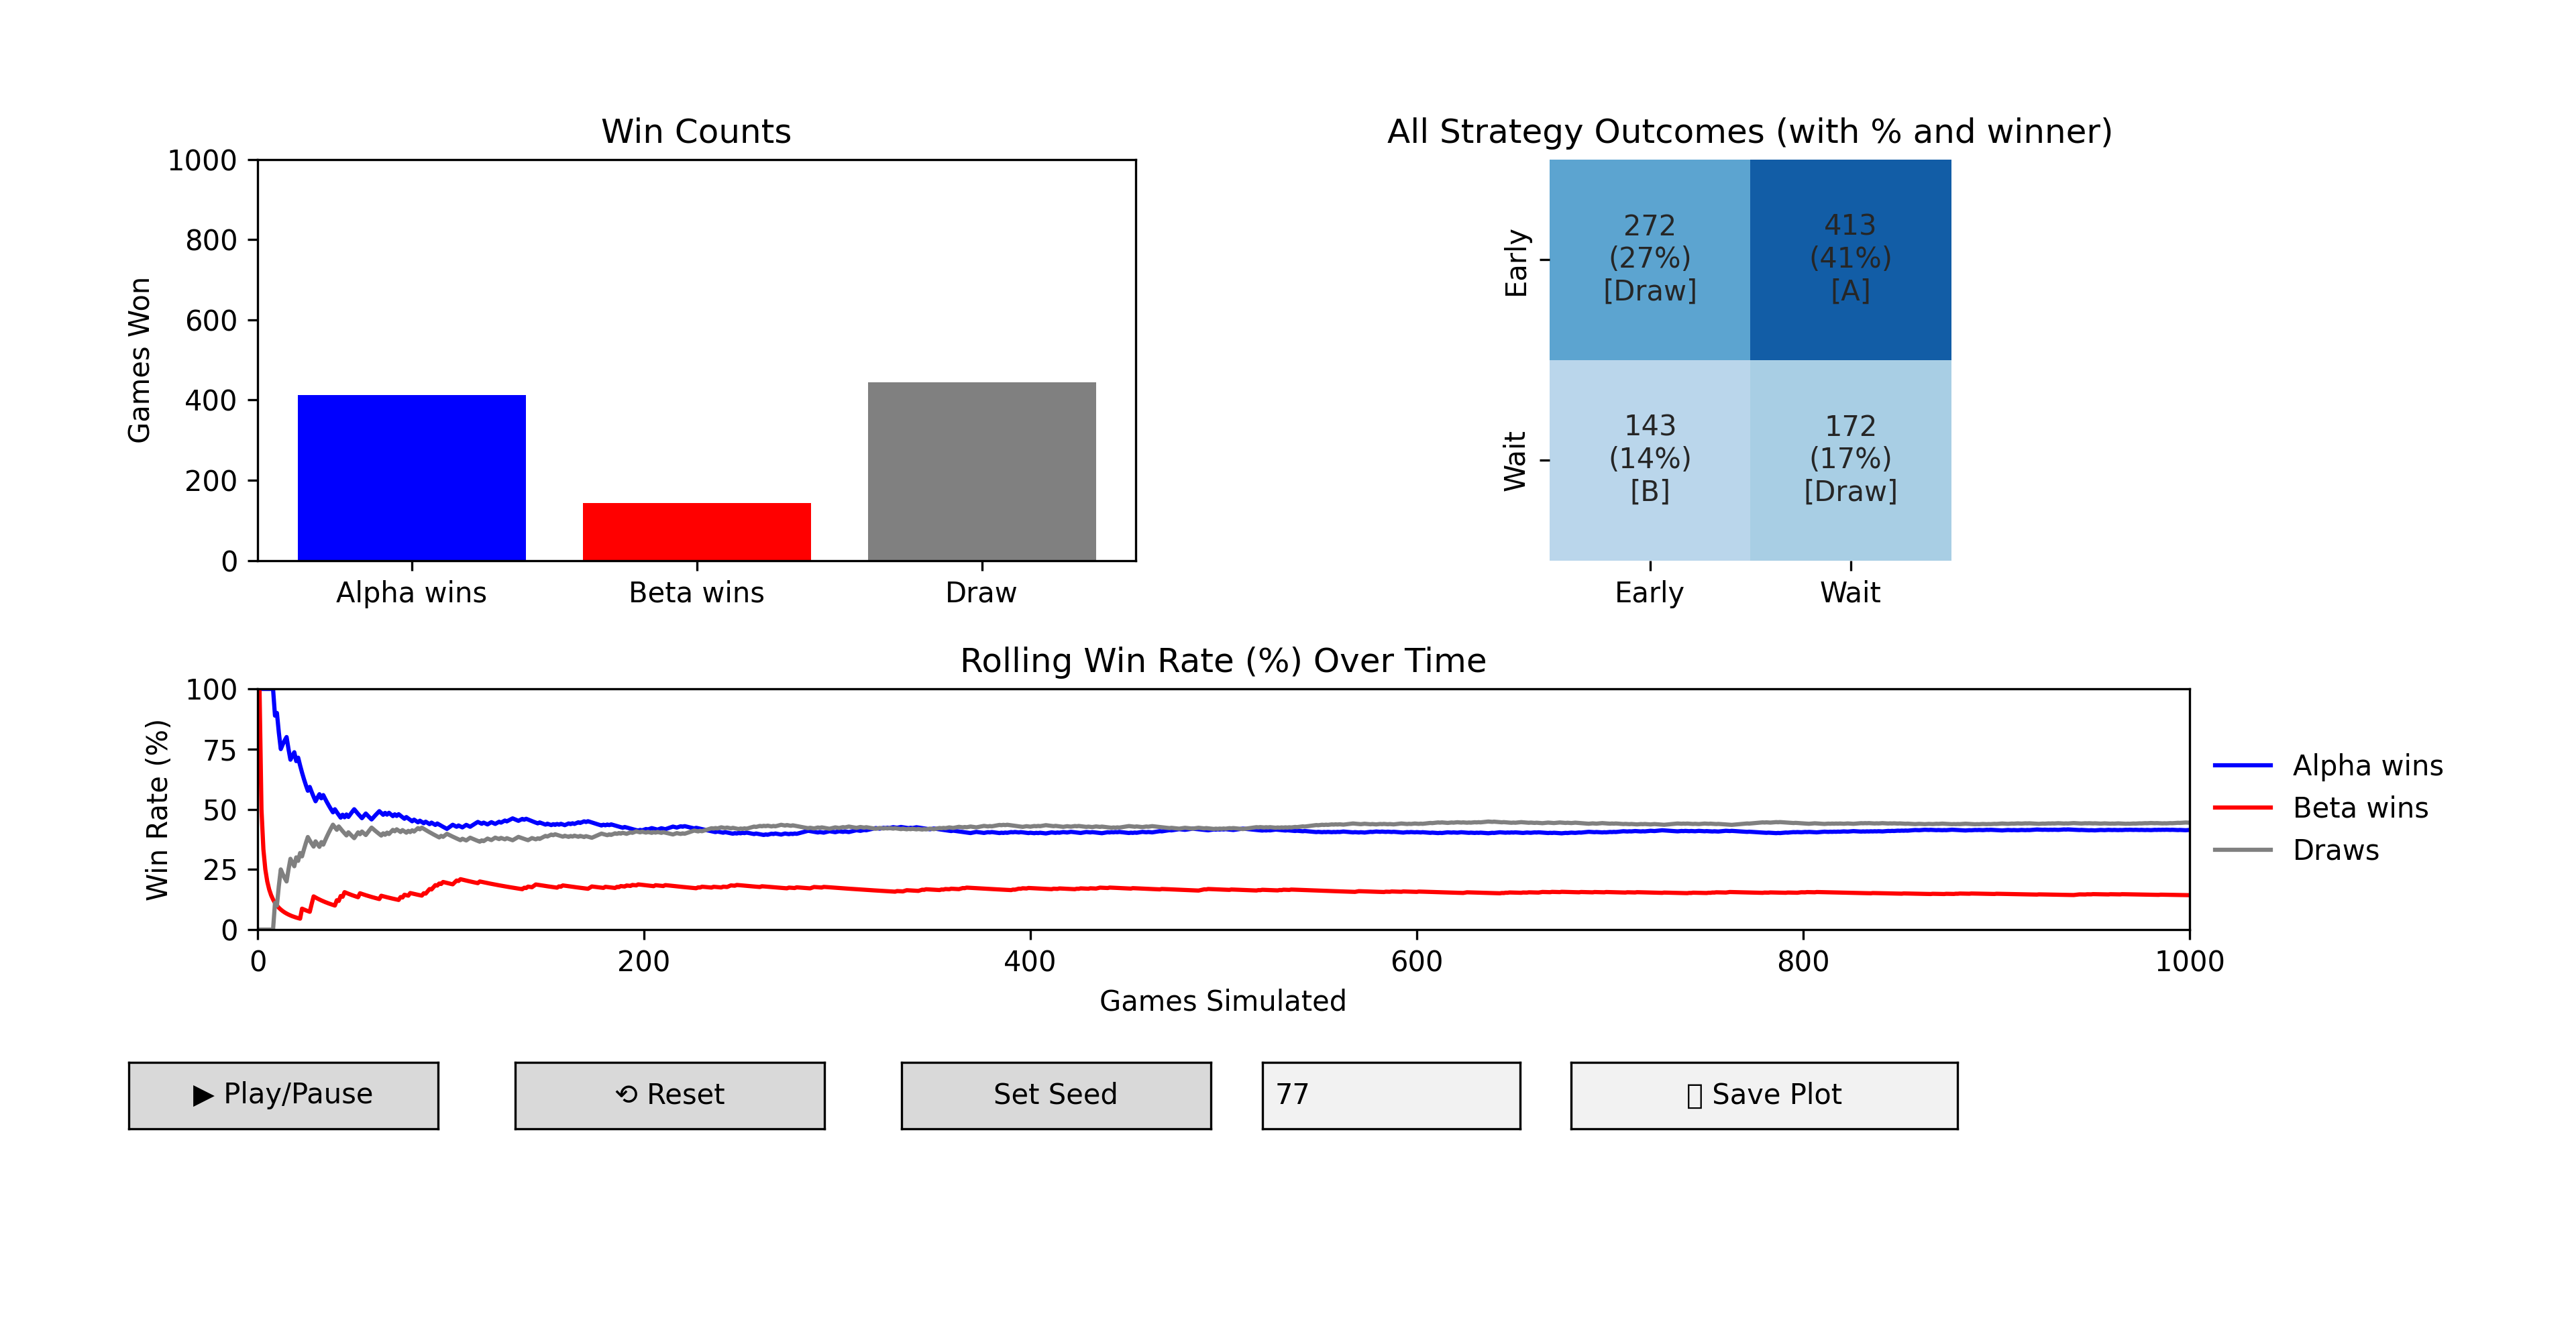 Win Counts
1000
800
600
400
200
0
Games Won
Alpha wins
Beta wins
Draw
All Strategy Outcomes (with % and winner)
Early
272
(27%)
[Draw]
413
(41%)
[A]
Wait
143
(14%)
[B]
172
(17%)
[Draw]
Early
Wait
Rolling Win Rate (%) Over Time
100
75
50
25
0
Win Rate (%)
0
200
400
600
800
1000
Games Simulated
Alpha wins
Beta wins
Draws
▶ Play/Pause
⟲ Reset
Set Seed
77
Save Plot